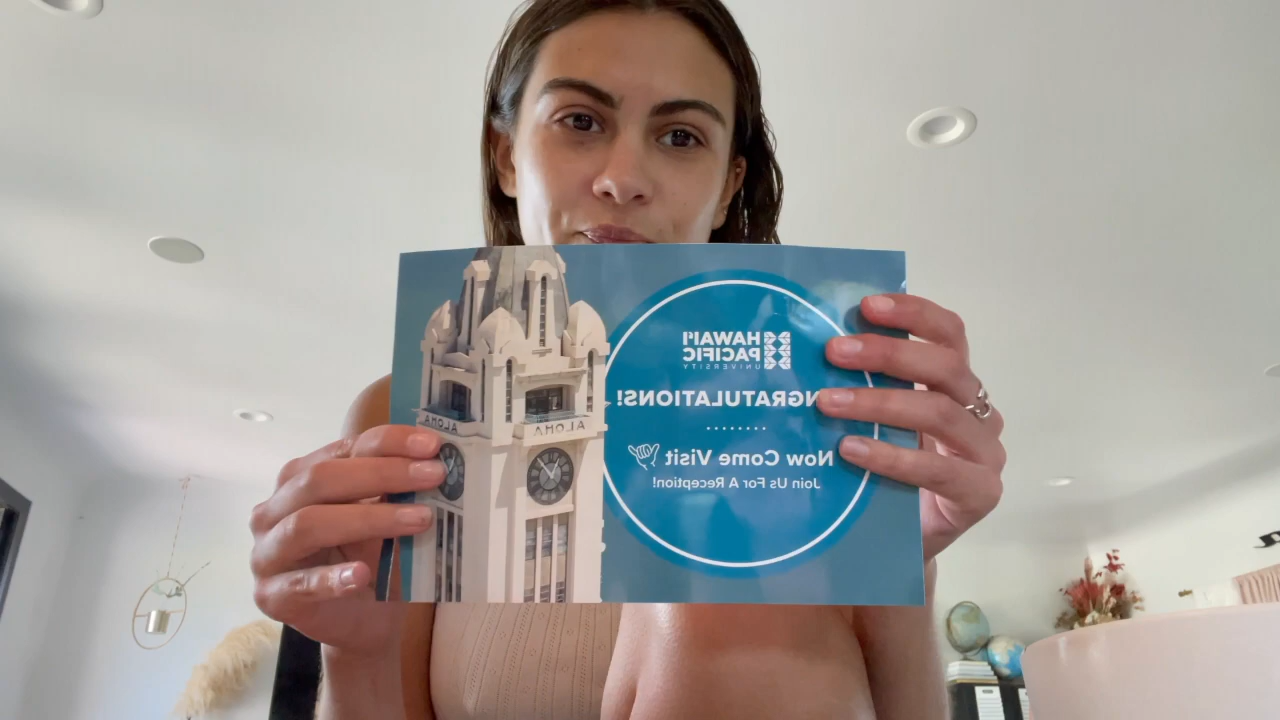 HAWAI'I
PACIFIC
UNIVERSITY
NGRATULATIONS!
Now Come Visit
Join Us For A Reception!
ALOHA
ALOHA